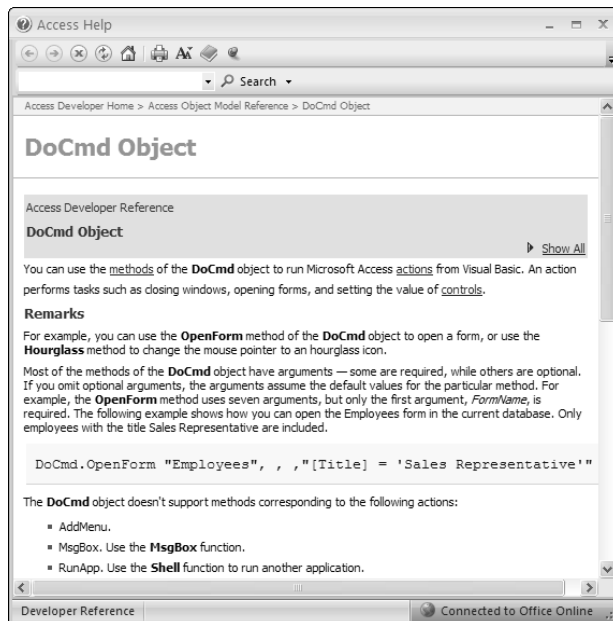 Access Help
Search
Access Developer Home > Access Object Model Reference > DoCmd Object
DoCmd Object
Access Developer Reference
DoCmd Object
Show All
You can use the methods of the DoCmd object to run Microsoft Access actions from Visual Basic. An action
performs tasks such as closing windows, opening forms, and setting the value of controls.
Remarks
For example, you can use the OpenForm method of the DoCmd object to open a form, or use the
Hourglass method to change the mouse pointer to an hourglass icon.
Most of the methods of the DoCmd object have arguments — some are required, while others are optional.
If you omit optional arguments, the arguments assume the default values for the particular method. For
example, the OpenForm method uses seven arguments, but only the first argument, FormName, is
required. The following example shows how you can open the Employees form in the current database. Only
employees with the title Sales Representative are included.
DoCmd.OpenForm "Employees", , ,"[Title] = 'Sales Representative'"
The DoCmd object doesn't support methods corresponding to the following actions:
▪ AddMenu.
▪ MsgBox. Use the MsgBox function.
▪ RunApp. Use the Shell function to run another application.
Developer Reference
Connected to Office Online